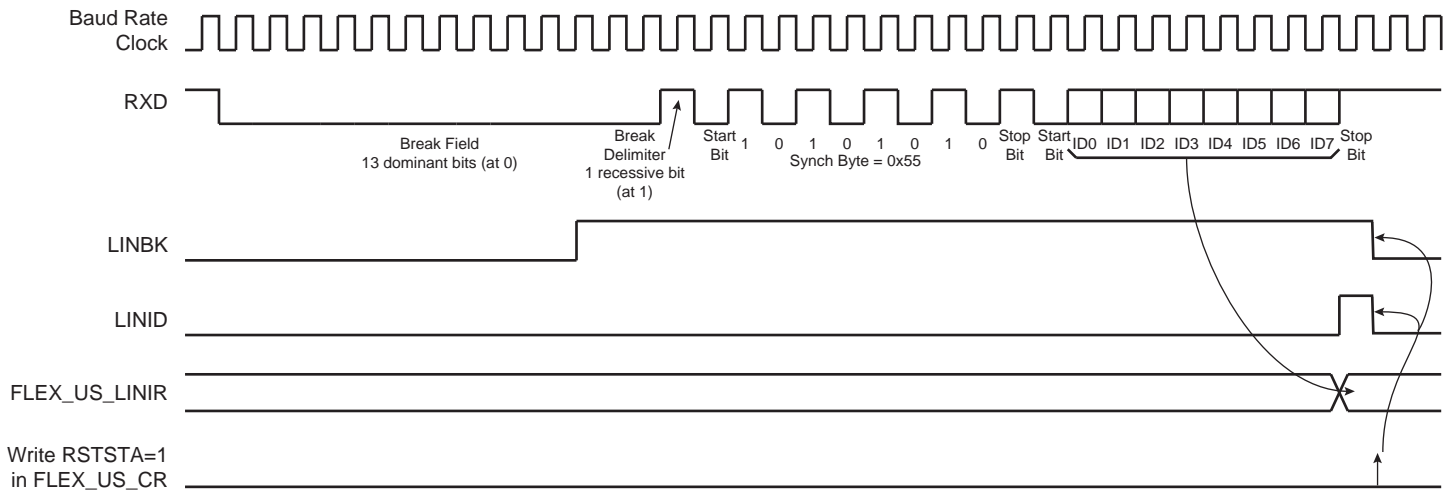 Baud Rate
Clock
RXD
Break Field
13 dominant bits (at 0)
Break
Delimiter
1 recessive bit
(at 1)
Start
Bit
1 0 1 0 1 0 1 0
Synch Byte = 0x55
Stop
Bit
Start
Bit
ID0 ID1 ID2 ID3 ID4 ID5 ID6 ID7
Stop
Bit
LINBK
LINID
FLEX_US_LINIR
Write RSTSTA=1
in FLEX_US_CR